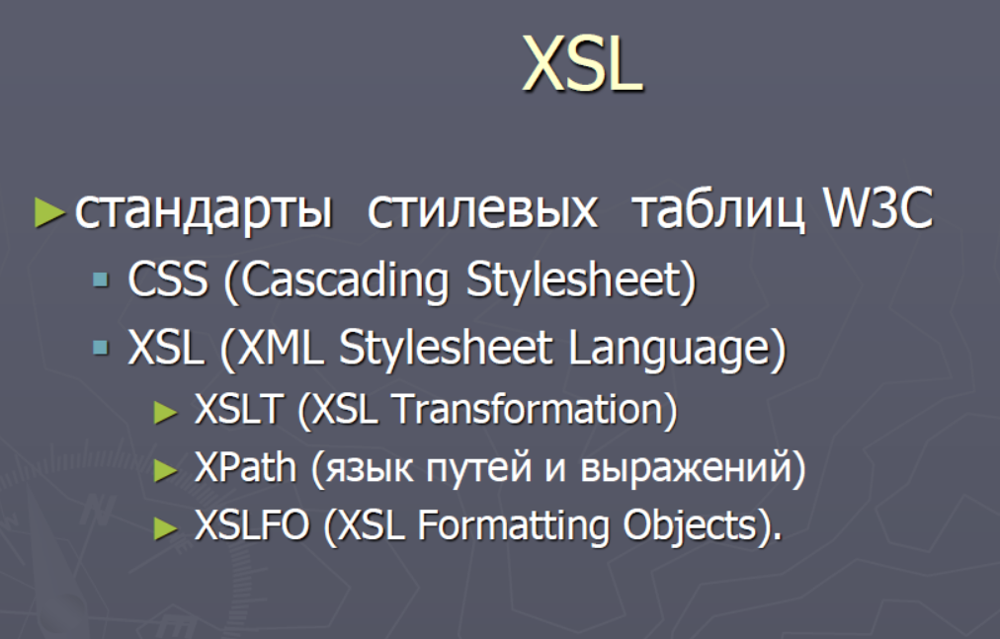 XSL
стандарты стилевых таблиц W3C
CSS (Cascading Stylesheet)
XSL (XML Stylesheet Language)
XSLT (XSL Transformation)
XPath (язык путей и выражений)
XSLFO (XSL Formatting Objects).
N